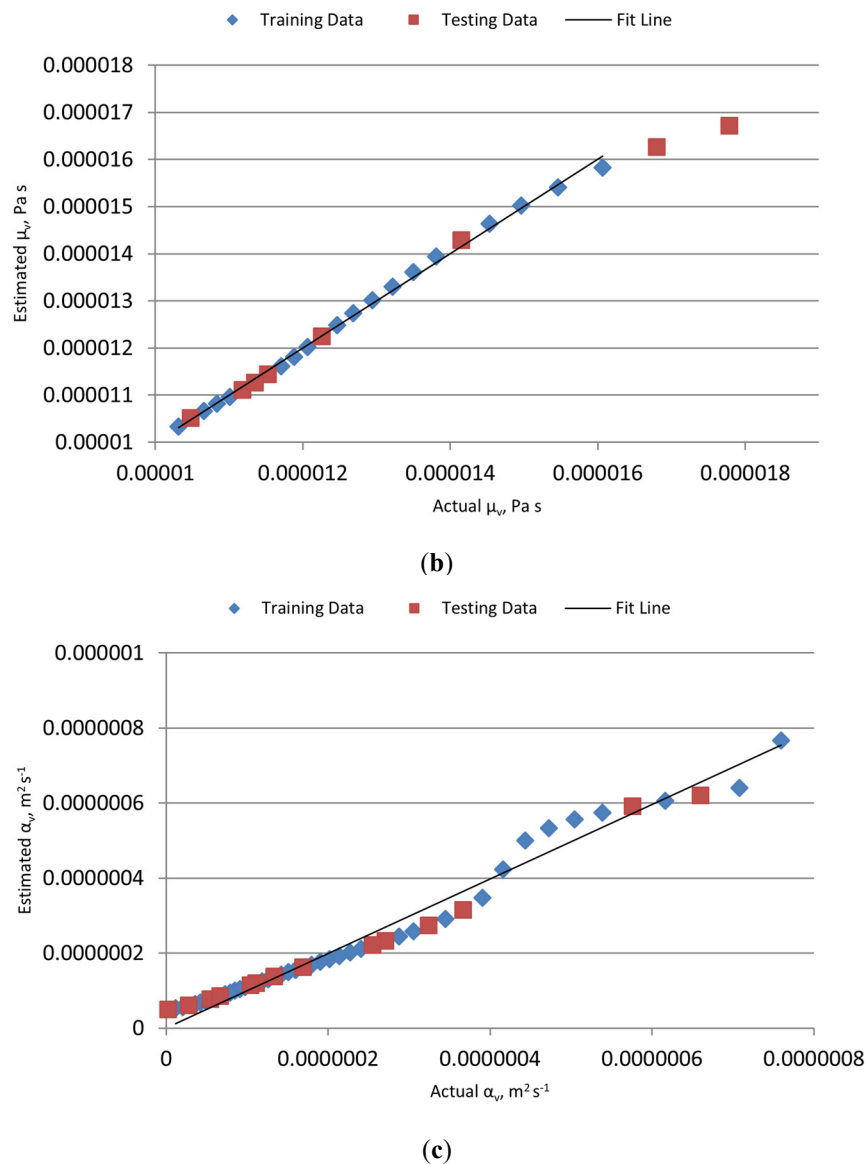 Training Data Testing Data Fit Line
0.000018
0.000017
0.000016
0.000015
0.000014
0.000013
0.000012
0.000011
0.00001
Estimated μv, Pa s
0.00001 0.000012 0.000014 0.000016 0.000018
Actual μv, Pa s
(b)
Training Data Testing Data Fit Line
0.000001
0.0000008
0.0000006
0.0000004
0.0000002
0
Estimated αv, m² s⁻¹
0 0.0000002 0.0000004 0.0000006 0.0000008
Actual αv, m² s⁻¹
(c)